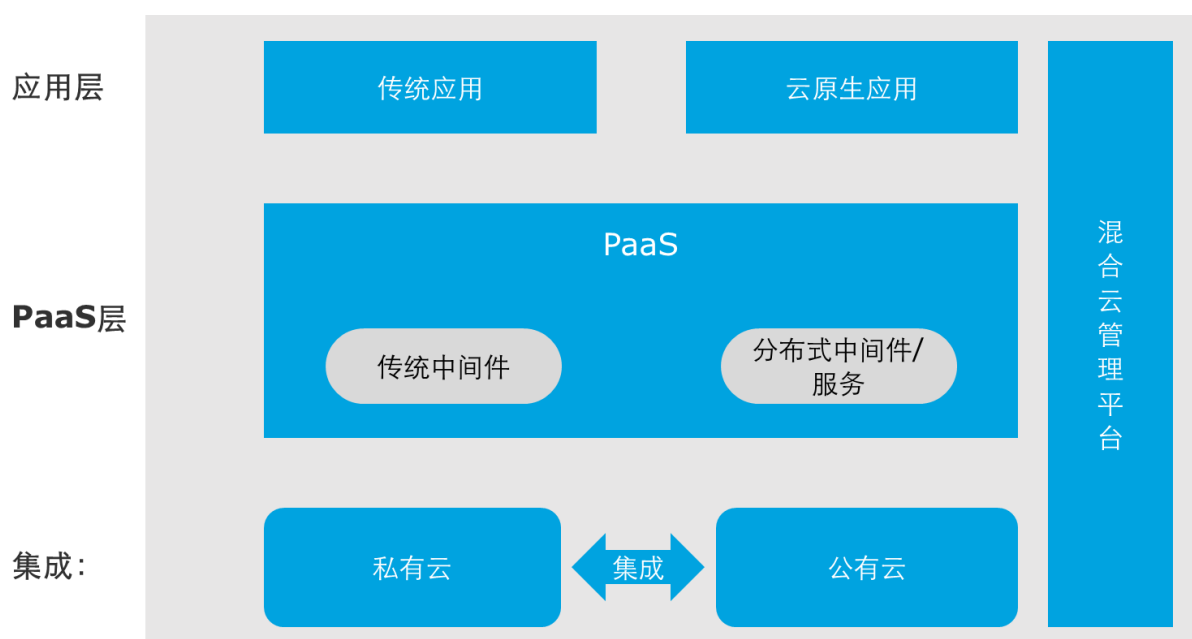 应用层
传统应用
云原生应用
PaaS层
PaaS
传统中间件
分布式中间件/
服务
集成：
私有云
集成
公有云
混
合
云
管
理
平
台